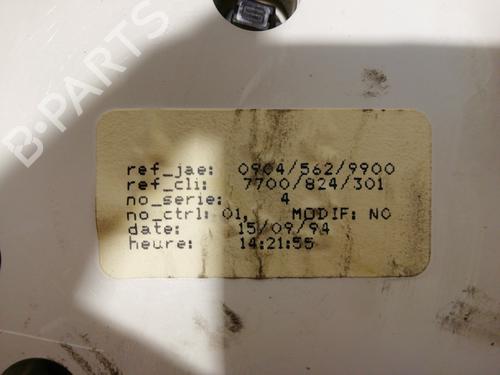 B-PARTS
ref_jae: 0904/562/9900
ref_cli: 7700/824/301
no_serie: 4
no_ctrl: 01, MODIF: NO
date: 15/09/94
heure: 14:21:55